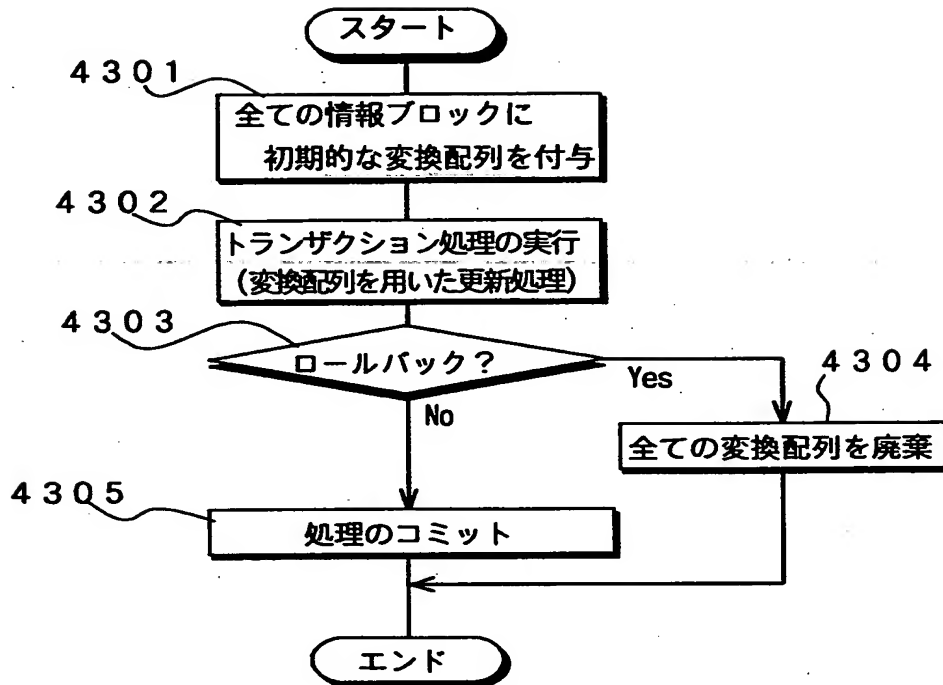 スタート
４３０１
全ての情報ブロックに
初期的な変換配列を付与
４３０２
トランザクション処理の実行
(変換配列を用いた更新処理)
４３０３
ロールバック？
Yes
No
４３０４
全ての変換配列を廃棄
４３０５
処理のコミット
エンド